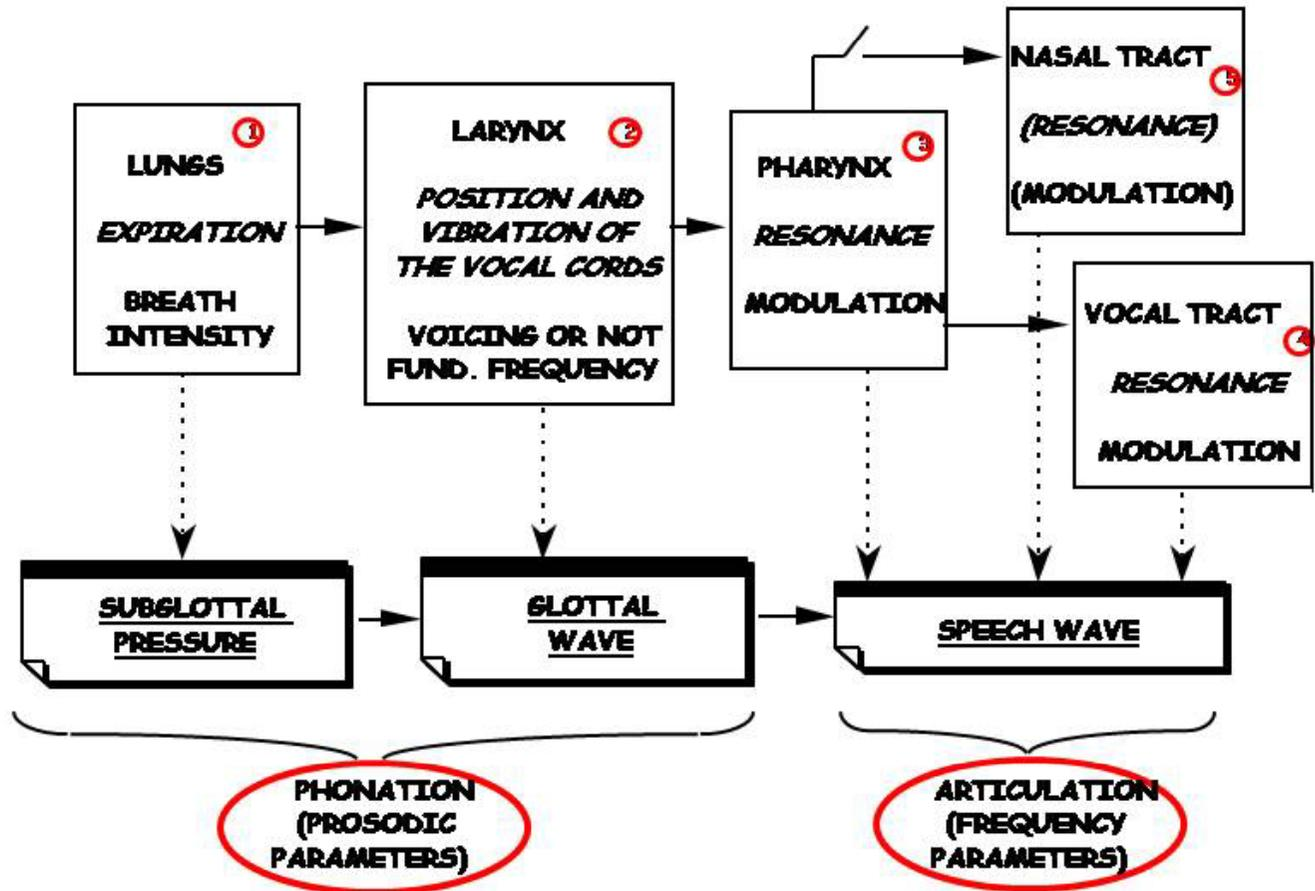 1
LUNGS
EXPIRATION
BREATH
INTENSITY
2
LARYNX
POSITION AND
VIBRATION OF
THE VOCAL CORDS
VOICING OR NOT
FUND. FREQUENCY
3
PHARYNX
RESONANCE
MODULATION
NASAL TRACT
5
(RESONANCE)
(MODULATION)
VOCAL TRACT
4
RESONANCE
MODULATION
SUBGLOTTAL
PRESSURE
GLOTTAL
WAVE
SPEECH WAVE
PHONATION
(PROSODIC
PARAMETERS)
ARTICULATION
(FREQUENCY
PARAMETERS)